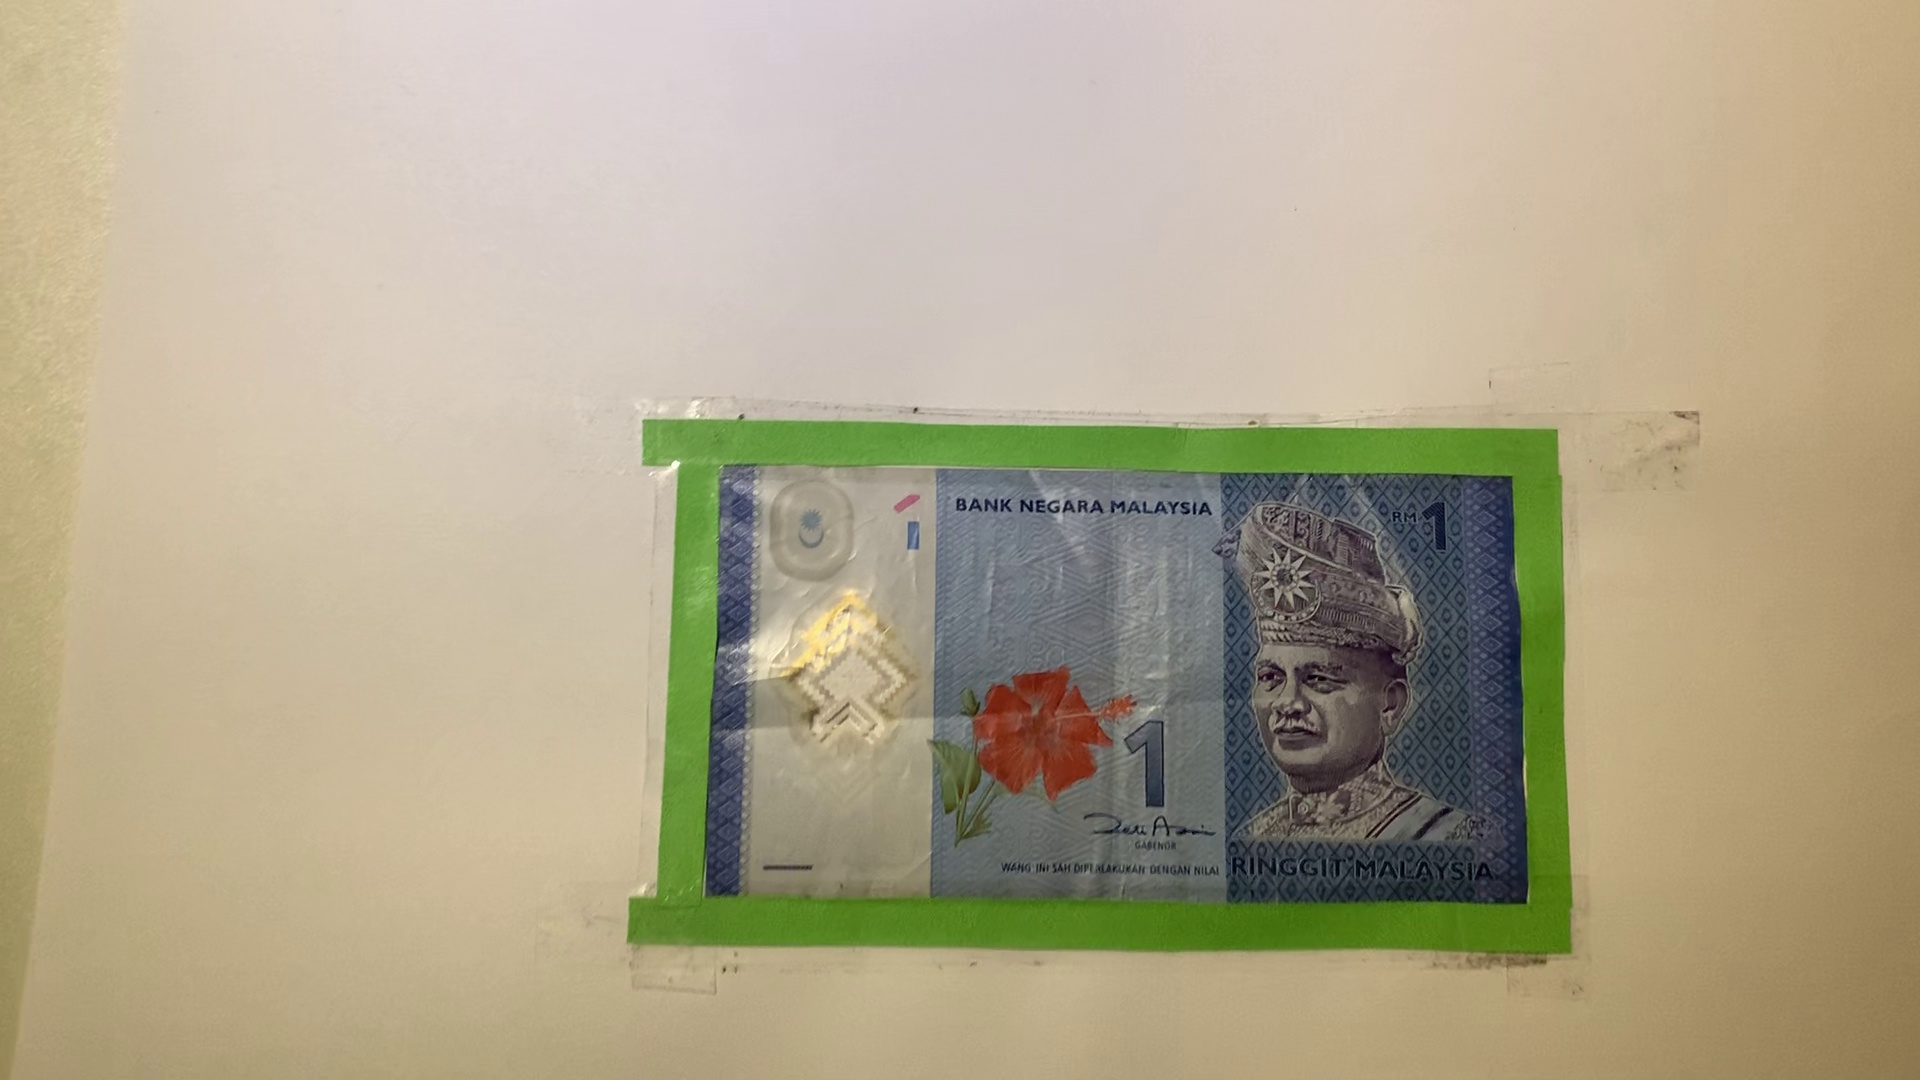 BANK NEGARA MALAYSIA
RM 1
1
GABENOR
WANG INI SAH DIPERLAKUKAN DENGAN NILAI
RINGGIT MALAYSIA